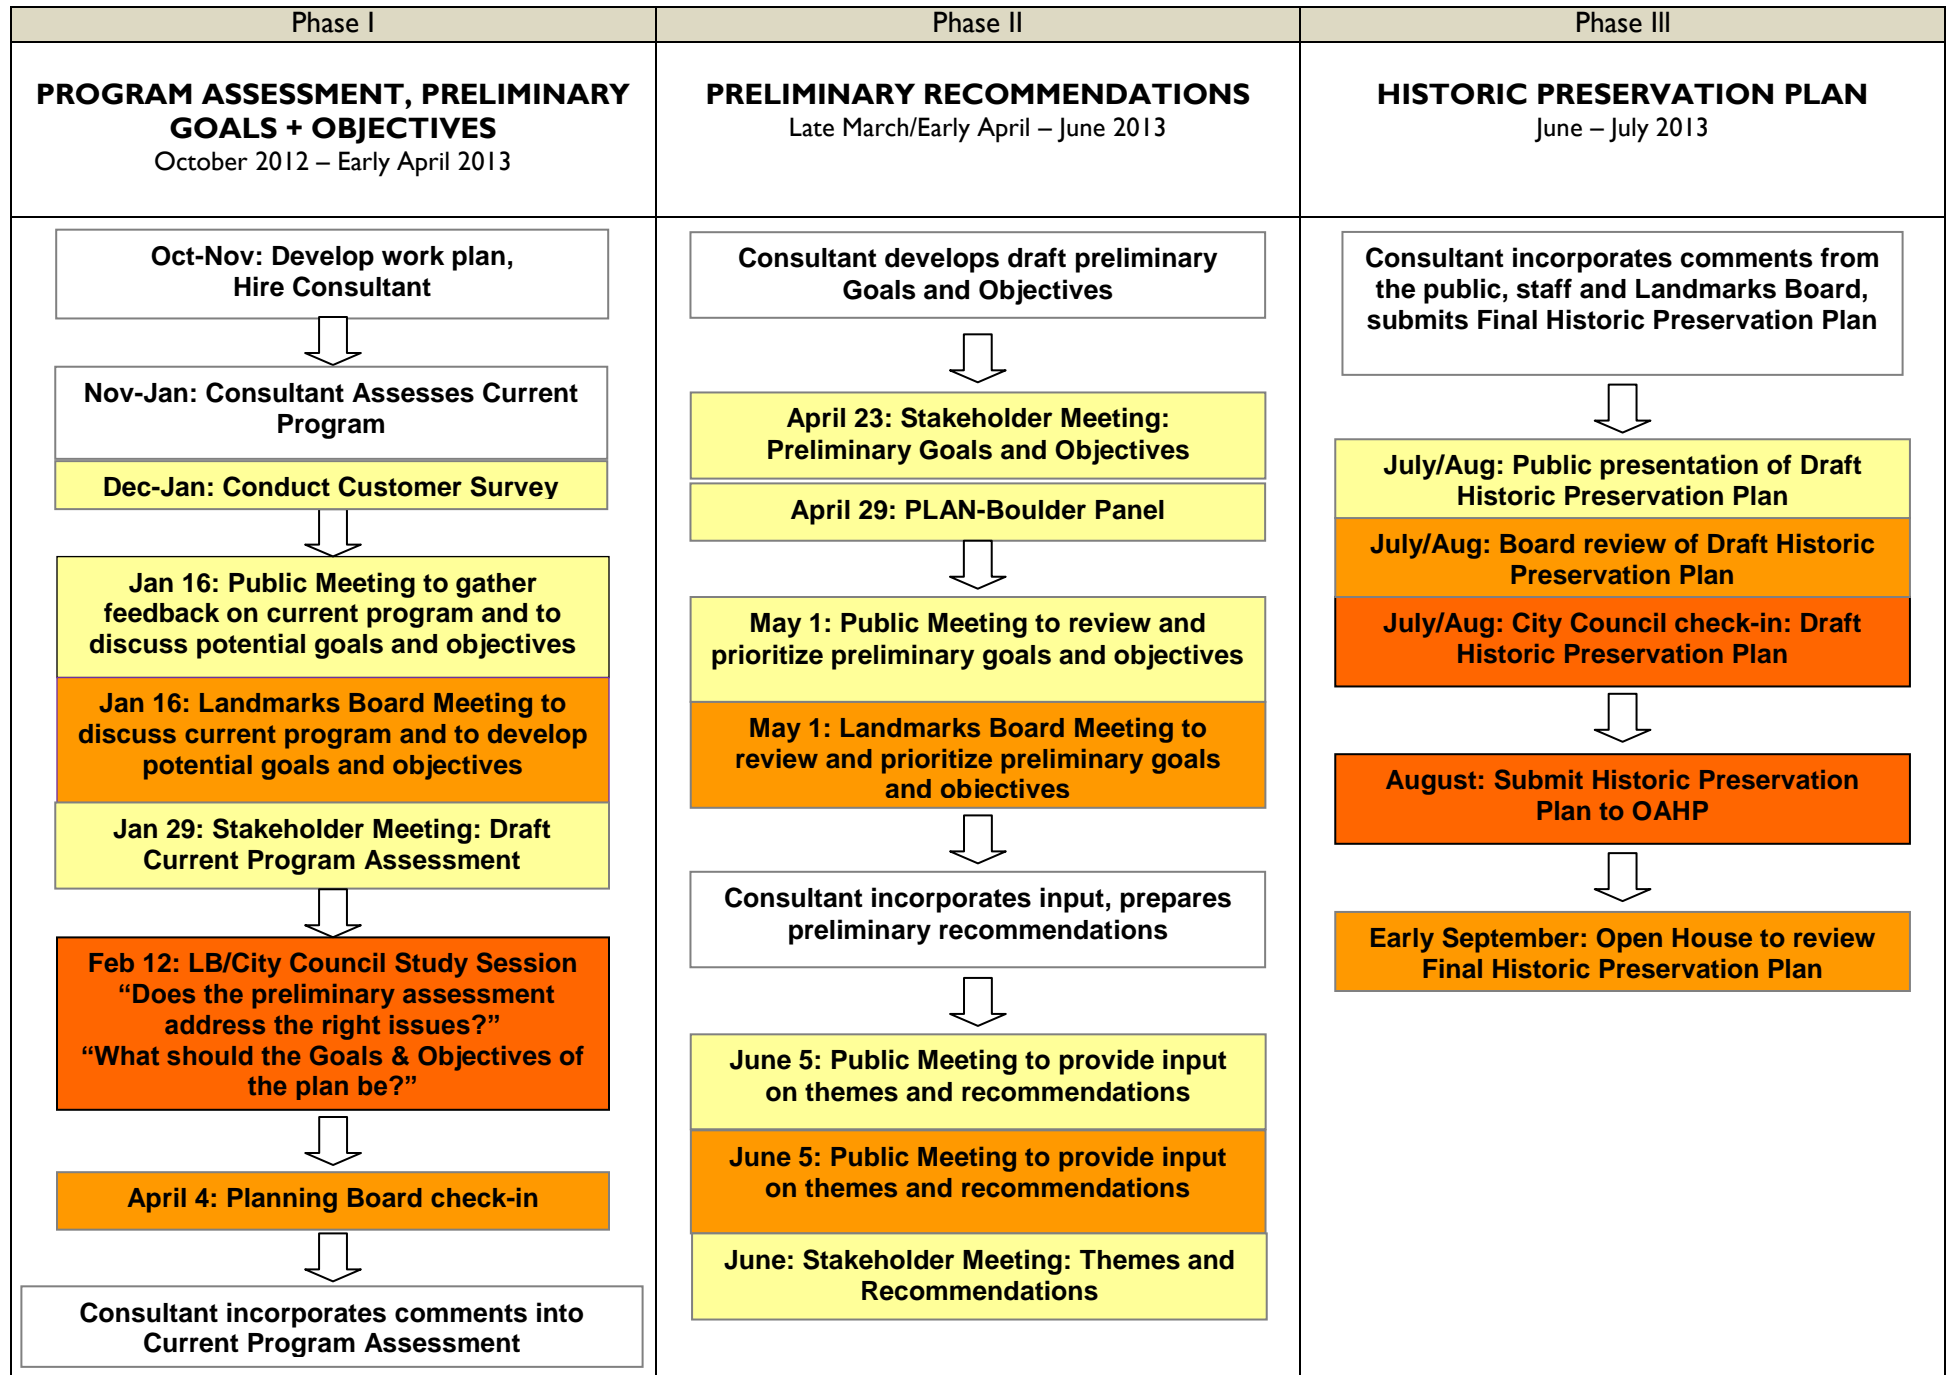 Phase I
Phase II
Phase III
PROGRAM ASSESSMENT, PRELIMINARY
GOALS + OBJECTIVES
October 2012 – Early April 2013
PRELIMINARY RECOMMENDATIONS
Late March/Early April – June 2013
HISTORIC PRESERVATION PLAN
June – July 2013
Oct-Nov: Develop work plan,
Hire Consultant
Nov-Jan: Consultant Assesses Current
Program
Dec-Jan: Conduct Customer Survey
Jan 16: Public Meeting to gather
feedback on current program and to
discuss potential goals and objectives
Jan 16: Landmarks Board Meeting to
discuss current program and to develop
potential goals and objectives
Jan 29: Stakeholder Meeting: Draft
Current Program Assessment
Feb 12: LB/City Council Study Session
“Does the preliminary assessment
address the right issues?”
“What should the Goals & Objectives of
the plan be?”
April 4: Planning Board check-in
Consultant incorporates comments into
Current Program Assessment
Consultant develops draft preliminary
Goals and Objectives
April 23: Stakeholder Meeting:
Preliminary Goals and Objectives
April 29: PLAN-Boulder Panel
May 1: Public Meeting to review and
prioritize preliminary goals and objectives
May 1: Landmarks Board Meeting to
review and prioritize preliminary goals
and objectives
Consultant incorporates input, prepares
preliminary recommendations
June 5: Public Meeting to provide input
on themes and recommendations
June 5: Public Meeting to provide input
on themes and recommendations
June: Stakeholder Meeting: Themes and
Recommendations
Consultant incorporates comments from
the public, staff and Landmarks Board,
submits Final Historic Preservation Plan
July/Aug: Public presentation of Draft
Historic Preservation Plan
July/Aug: Board review of Draft Historic
Preservation Plan
July/Aug: City Council check-in: Draft
Historic Preservation Plan
August: Submit Historic Preservation
Plan to OAHP
Early September: Open House to review
Final Historic Preservation Plan